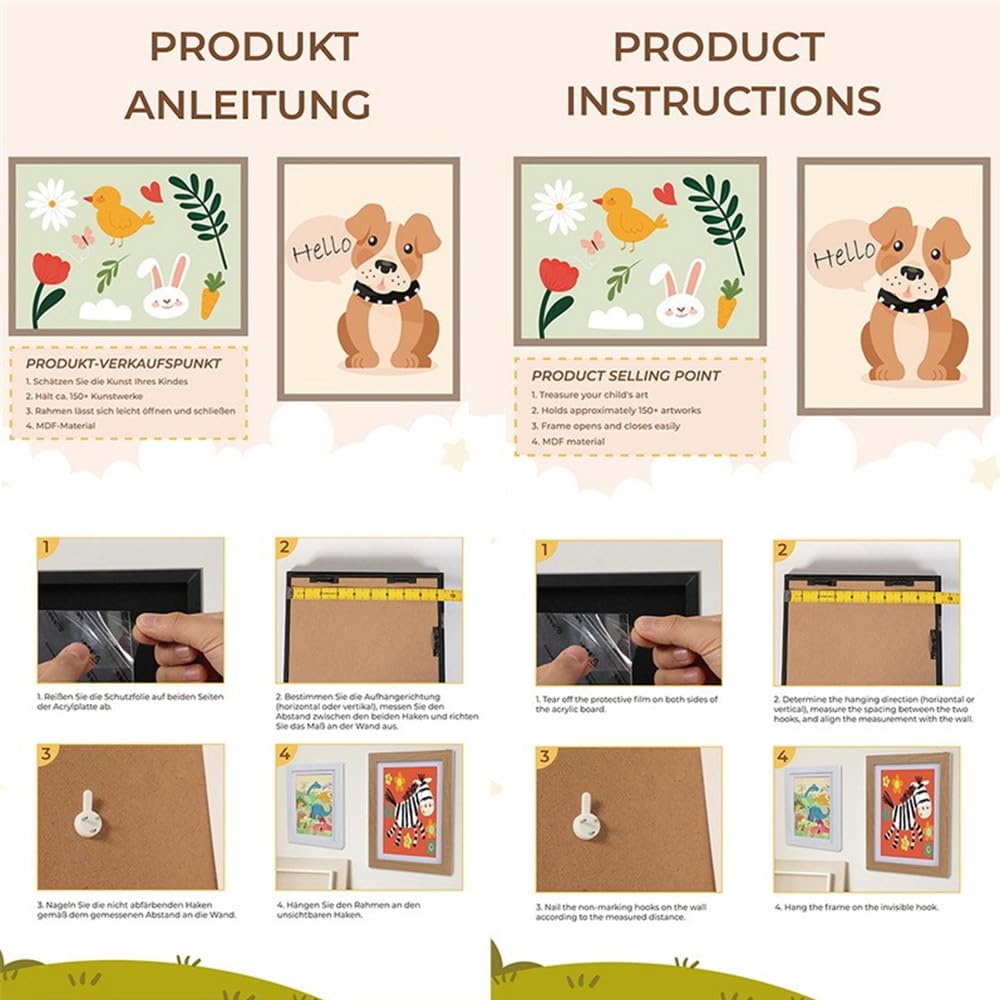 PRODUKT
ANLEITUNG
Hello
PRODUKT-VERKAUFSPUNKT
1. Schätzen Sie die Kunst Ihres Kindes
2. Hält ca. 150+ Kunstwerke
3. Rahmen lässt sich leicht öffnen und schließen
4. MDF-Material
1
2
1. Reißen Sie die Schutzfolie auf beiden Seiten
der Acrylplatte ab.
2. Bestimmen Sie die Aufhängerichtung
(horizontal oder vertikal), messen Sie den
Abstand zwischen den beiden Haken und richten
Sie das Maß an der Wand aus.
3
4
3. Nageln Sie die nicht abfärbenden Haken
gemäß dem gemessenen Abstand an die Wand.
4. Hängen Sie den Rahmen an den
unsichtbaren Haken.
PRODUCT
INSTRUCTIONS
Hello
PRODUCT SELLING POINT
1. Treasure your child's art
2. Holds approximately 150+ artworks
3. Frame opens and closes easily
4. MDF material
1
2
1. Tear off the protective film on both sides of
the acrylic board.
2. Determine the hanging direction (horizontal or
vertical), measure the spacing between the two
hooks, and align the measurement with the wall.
3
4
3. Nail the non-marking hooks on the wall
according to the measured distance.
4. Hang the frame on the invisible hook.